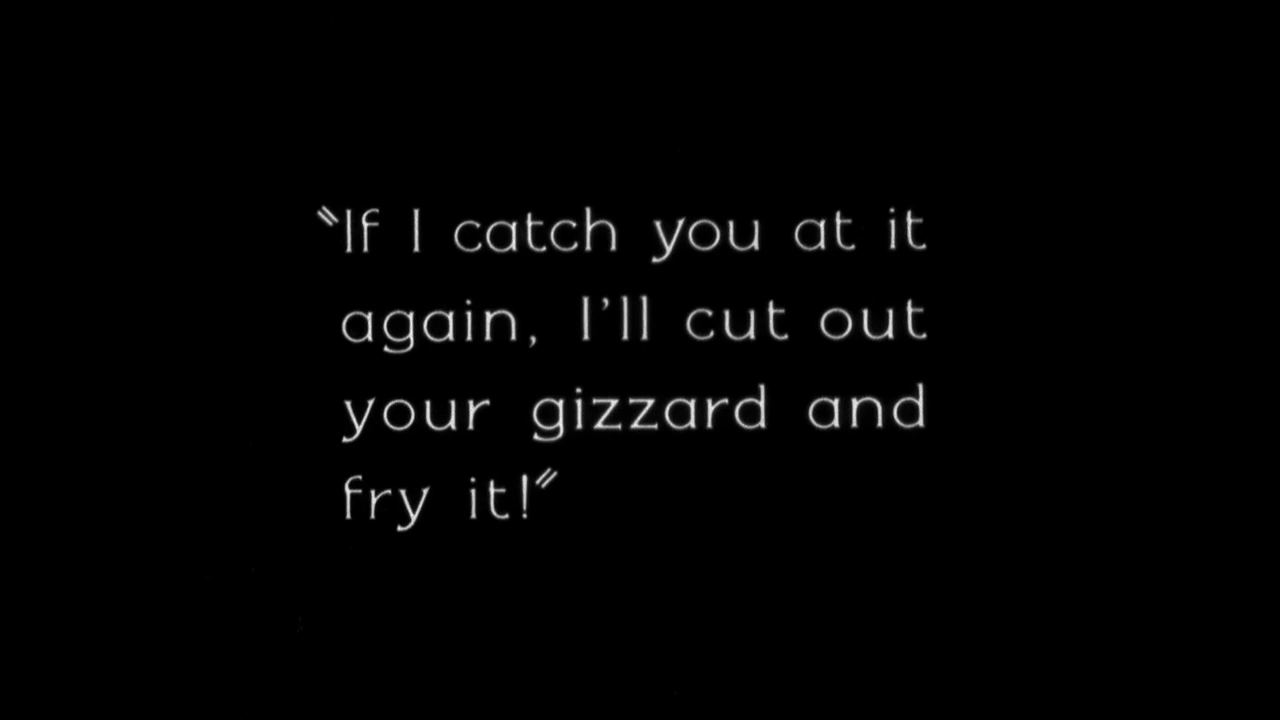 "If I catch you at it
again, I'll cut out
your gizzard and
fry it!"